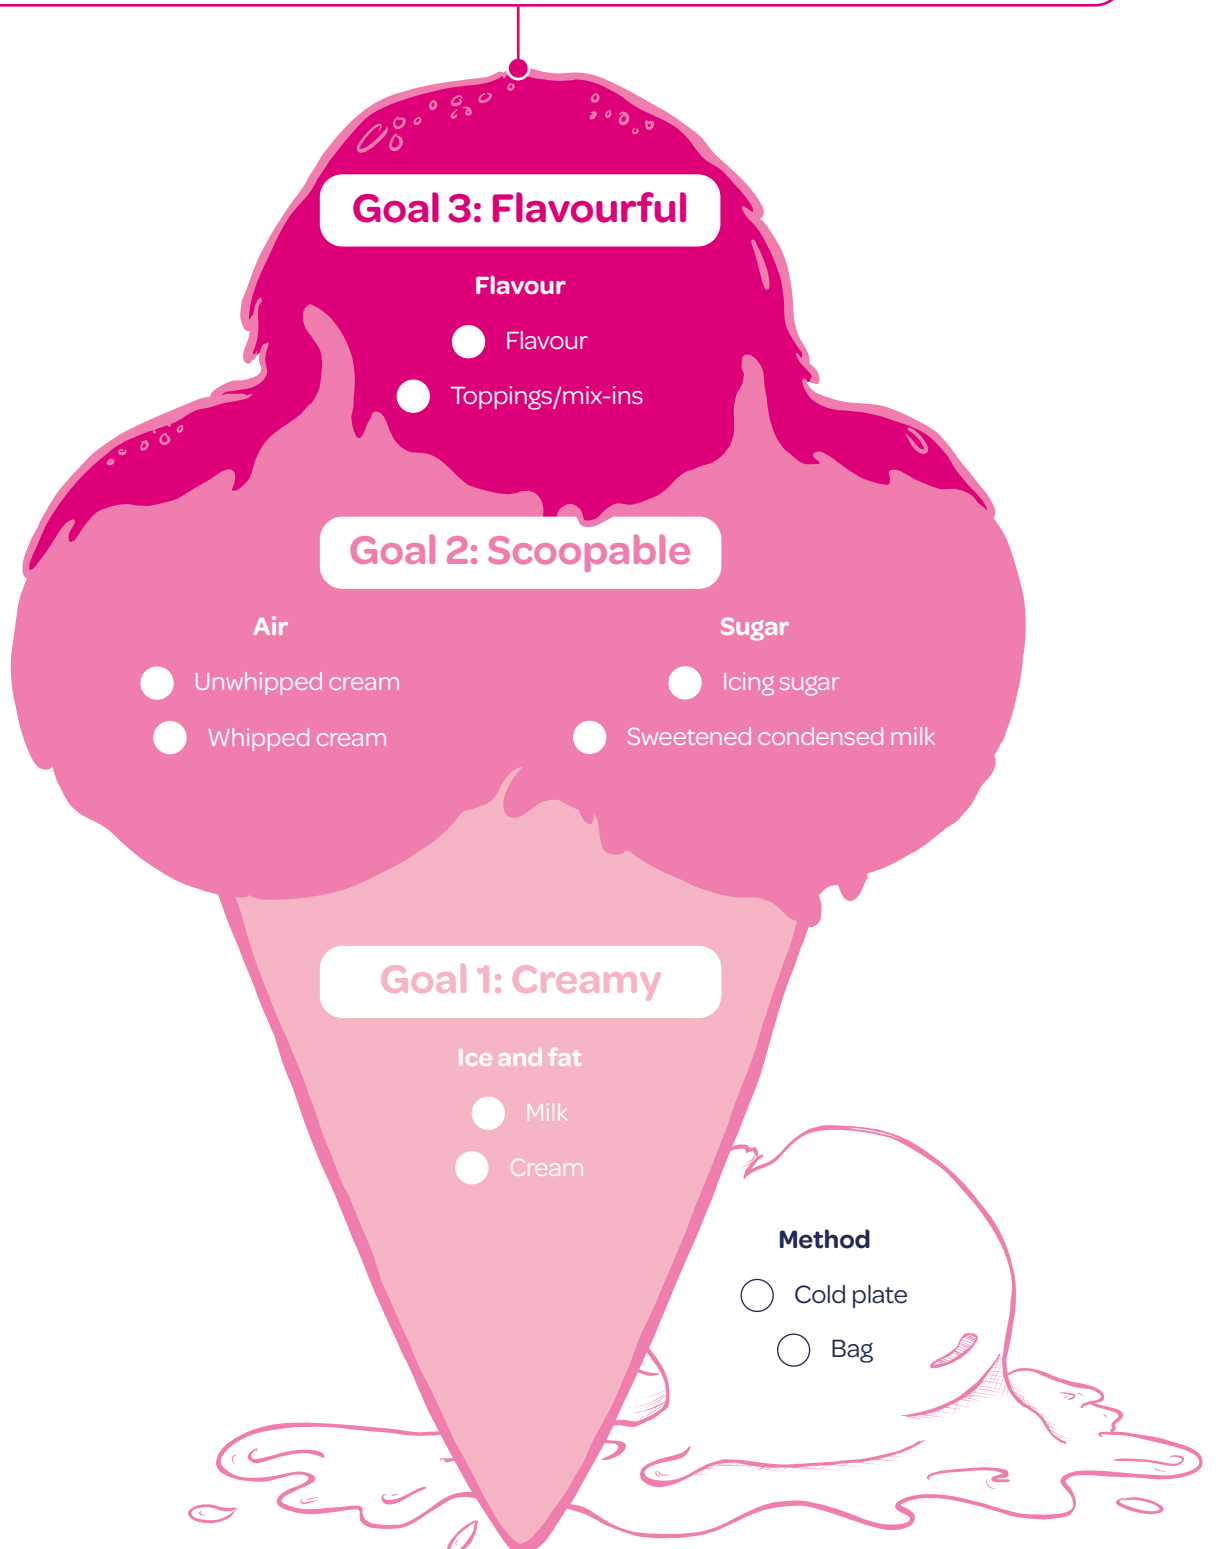 Goal 3: Flavourful
Flavour
Flavour
Toppings/mix-ins
Goal 2: Scoopable
Air
Unwhipped cream
Whipped cream
Sugar
Icing sugar
Sweetened condensed milk
Goal 1: Creamy
Ice and fat
Milk
Cream
Method
Cold plate
Bag